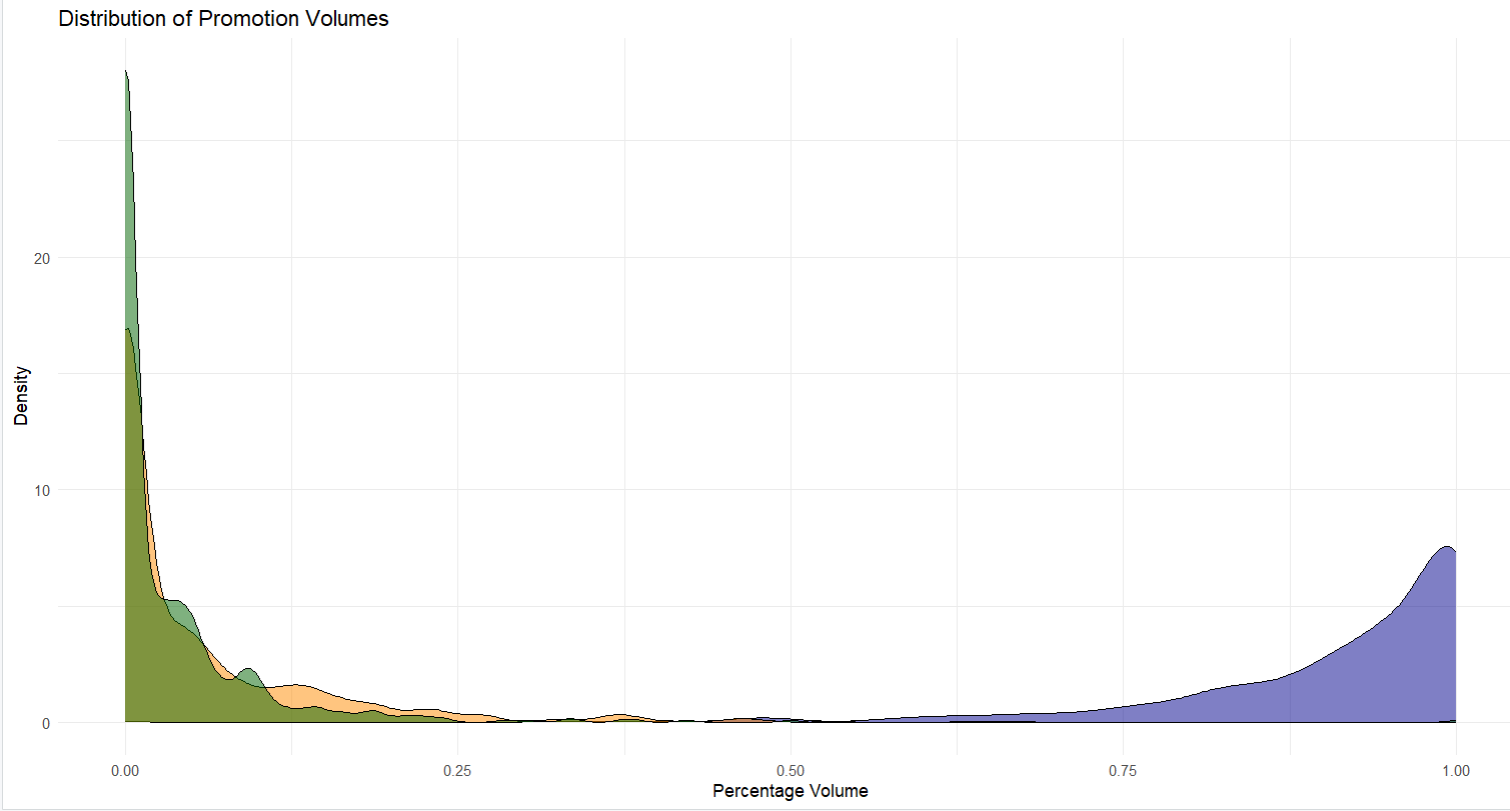 Distribution of Promotion Volumes
Density
20
10
0
0.00 0.25 0.50 0.75 1.00
Percentage Volume